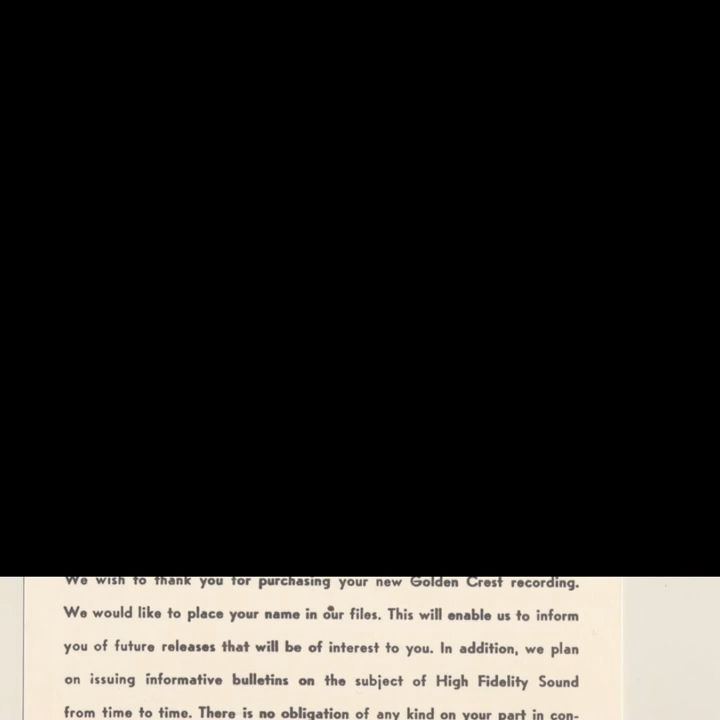 We wish to thank you for purchasing your new Golden Crest recording.
We would like to place your name in our files. This will enable us to inform
you of future releases that will be of interest to you. In addition, we plan
on issuing informative bulletins on the subject of High Fidelity Sound
from time to time. There is no obligation of any kind on your part in con-